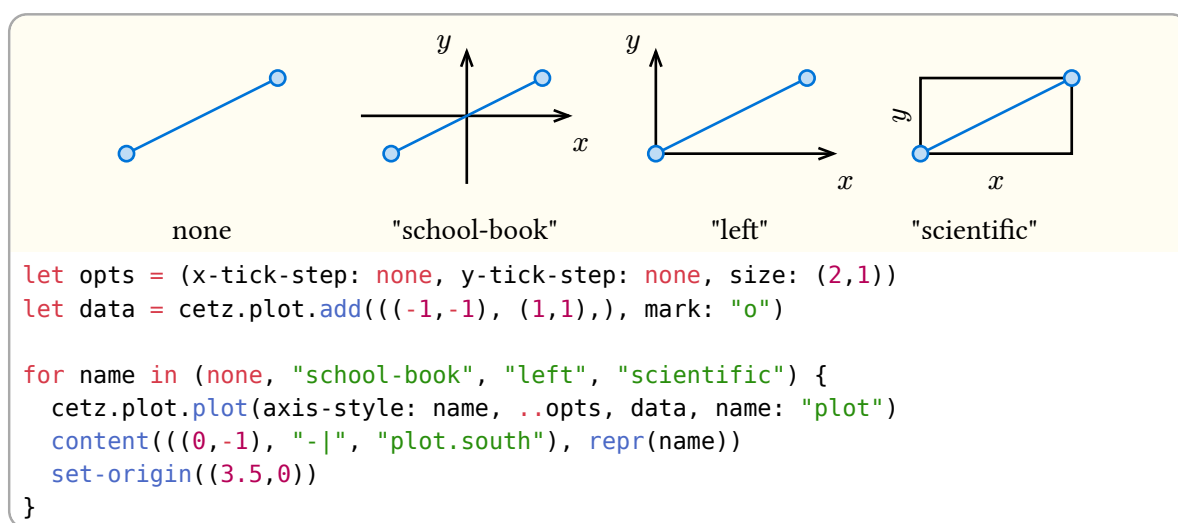 y y
y
x x x
none "school-book" "left" "scientific"
let opts = (x-tick-step: none, y-tick-step: none, size: (2,1))
let data = cetz.plot.add(((-1,-1), (1,1),), mark: "o")
for name in (none, "school-book", "left", "scientific") {
  cetz.plot.plot(axis-style: name, ..opts, data, name: "plot")
  content(((0,-1), "-|", "plot.south"), repr(name))
  set-origin((3.5,0))
}